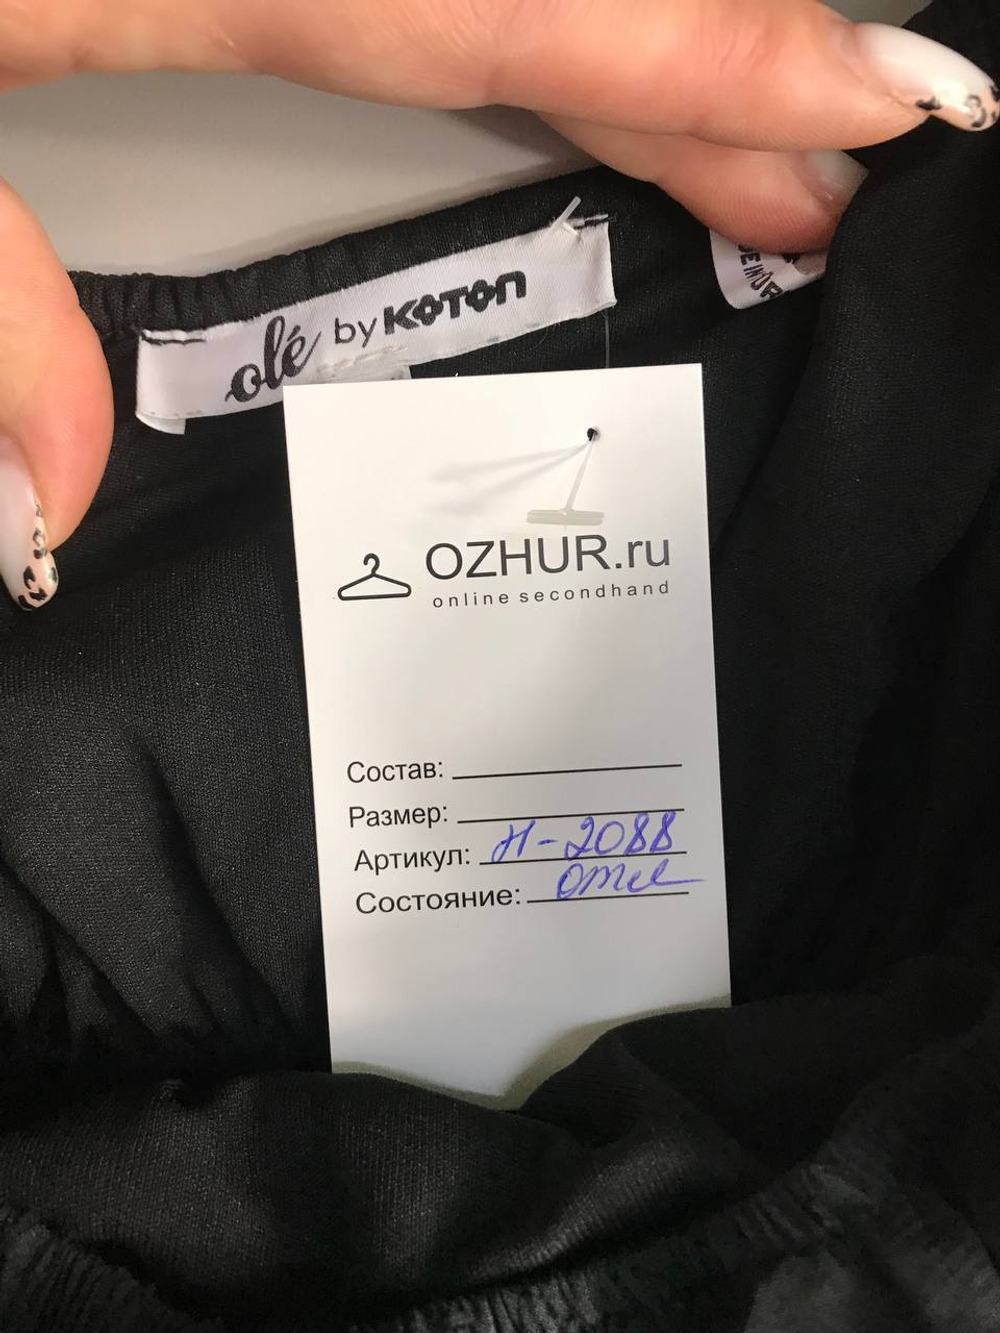 olé by KOTON
OZHUR.ru
online secondhand
Состав:
Размер:
Артикул: Н-2088
Состояние: отл